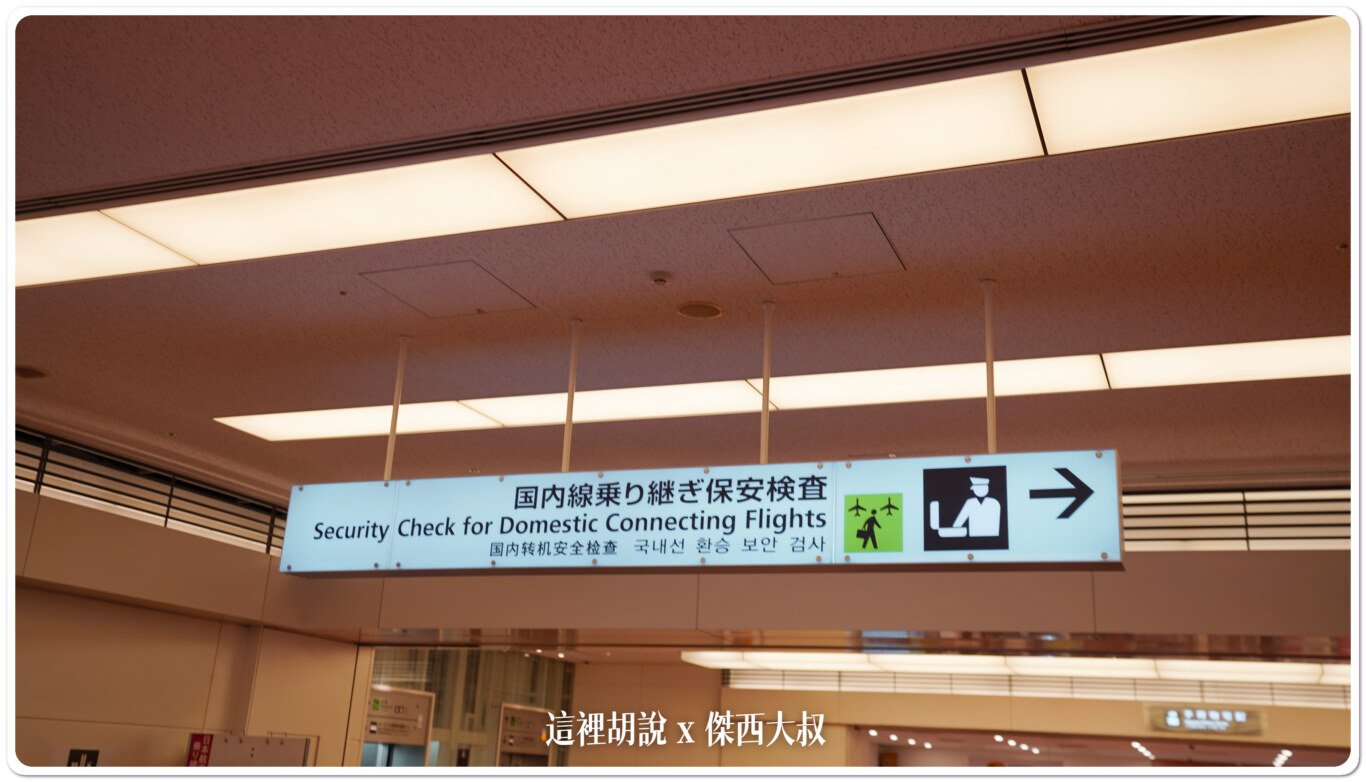 国内線乗り継ぎ保安検査
Security Check for Domestic Connecting Flights
国内转机安全检查 국내선 환승 보안 검사
這裡胡說 x 傑西大叔